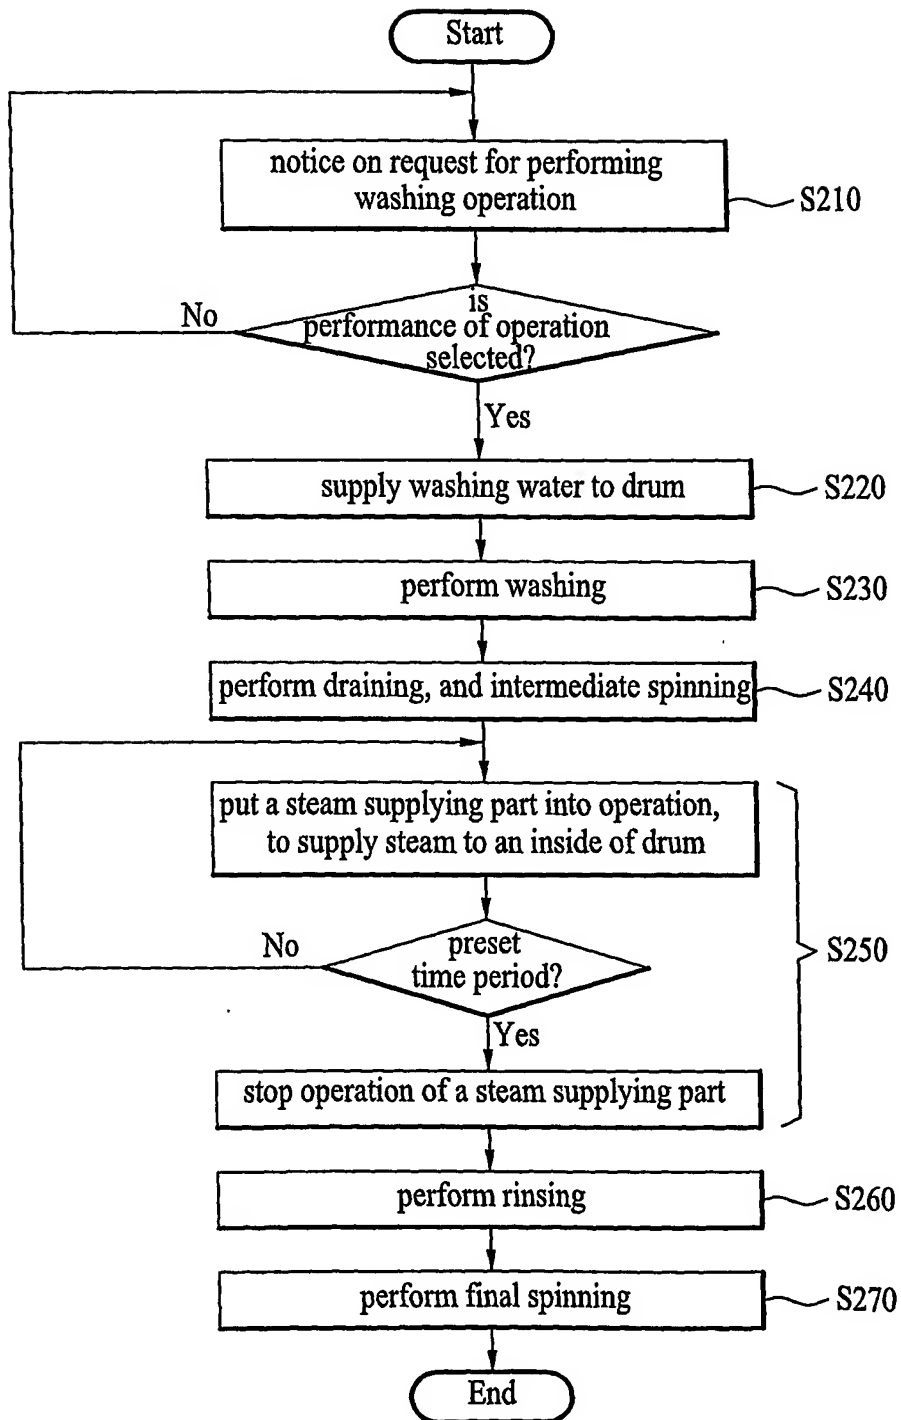 Start
notice on request for performing
washing operation
S210
is
performance of operation
selected?
No
Yes
supply washing water to drum
S220
perform washing
S230
perform draining, and intermediate spinning
S240
put a steam supplying part into operation,
to supply steam to an inside of drum
preset
time period?
No
S250
Yes
stop operation of a steam supplying part
perform rinsing
S260
perform final spinning
S270
End